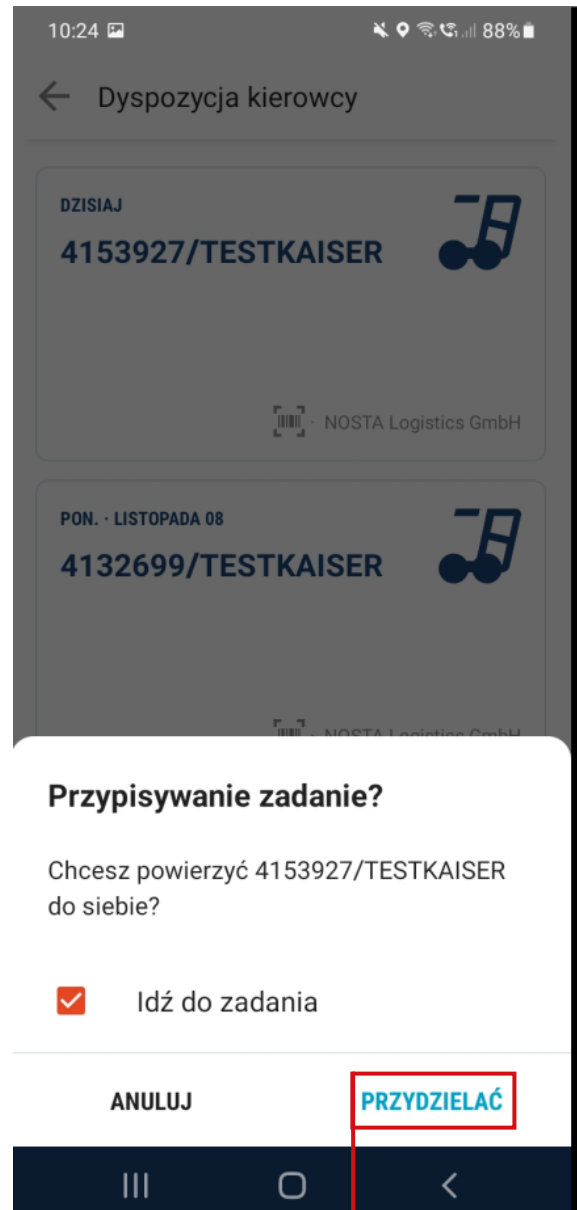 10:24 88%
Dyspozycja kierowcy
DZISIAJ
4153927/TESTKAISER
· NOSTA Logistics GmbH
PON. · LISTOPADA 08
4132699/TESTKAISER
· NOSTA Logistics GmbH
Przypisywanie zadanie?
Chcesz powierzyć 4153927/TESTKAISER
do siebie?
Idź do zadania
ANULUJ PRZYDZIELAĆ